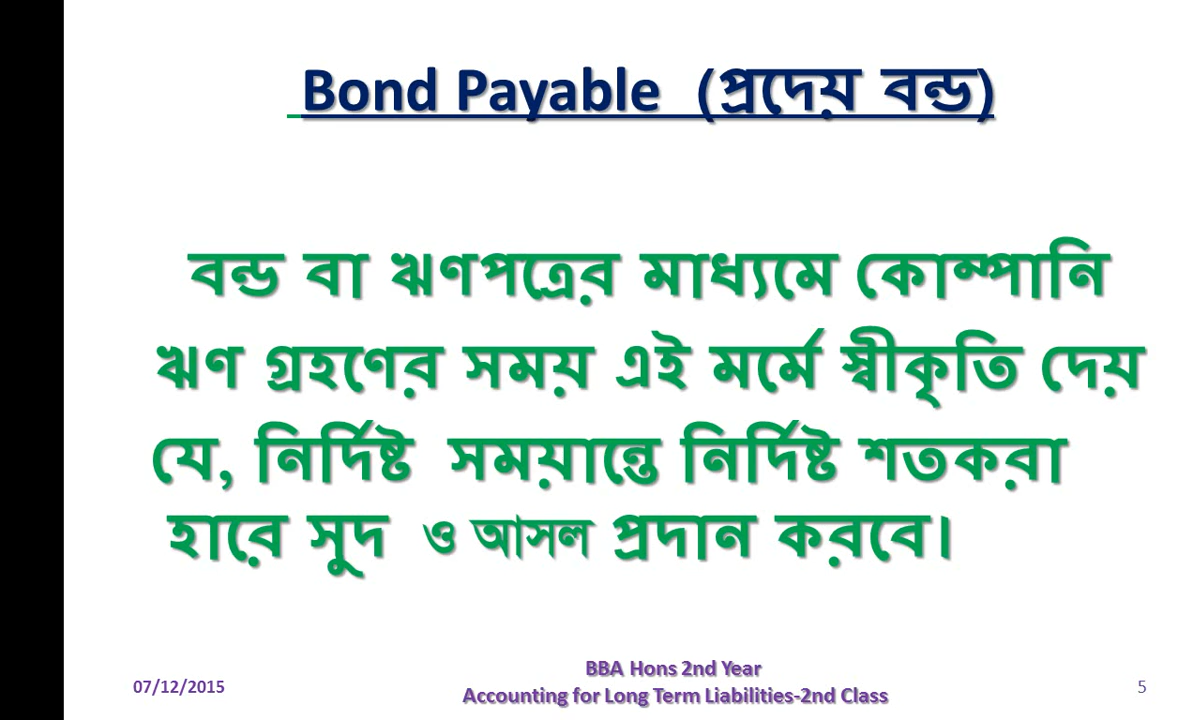 Bond Payable (প্রদেয় বন্ড)
বন্ড বা ঋণপত্রের মাধ্যমে কোম্পানি
ঋণ গ্রহণের সময় এই মর্মে স্বীকৃতি দেয়
যে, নির্দিষ্ট সময়ান্তে নির্দিষ্ট শতকরা
হারে সুদ ও আসল প্রদান করবে।
BBA Hons 2nd Year
07/12/2015 Accounting for Long Term Liabilities-2nd Class 5